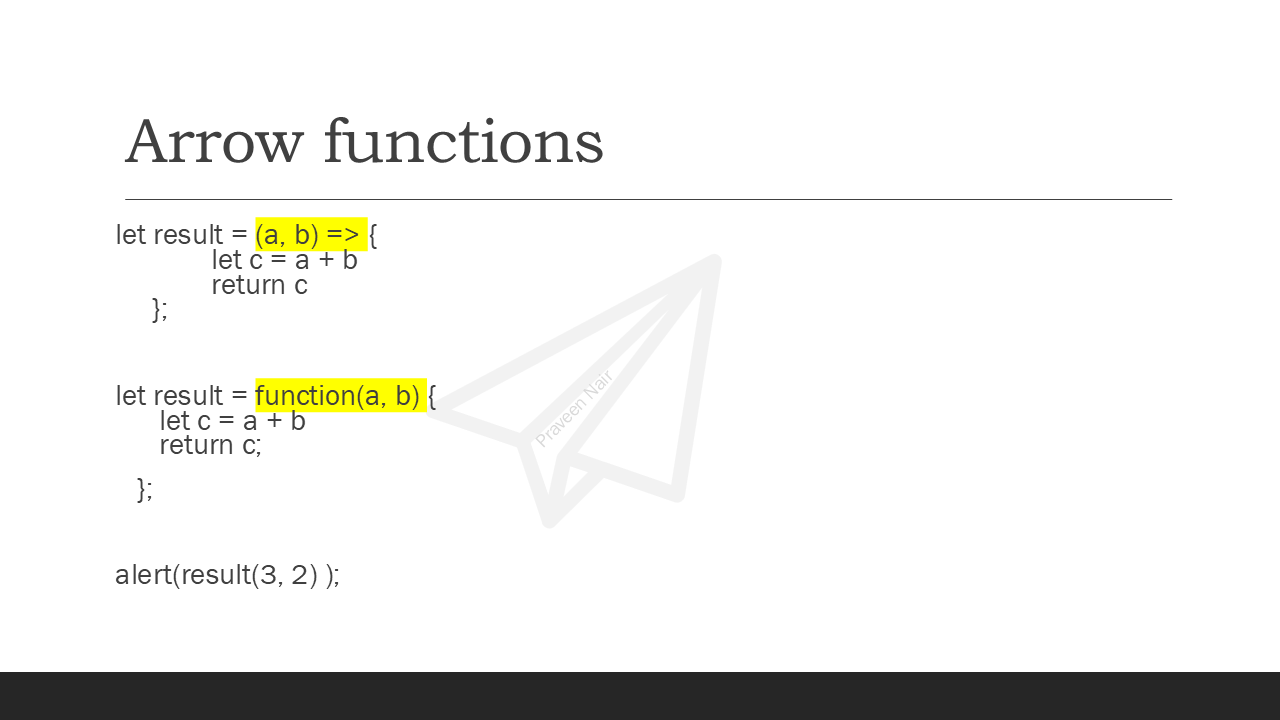 Arrow functions
let result = (a, b) => {
let c = a + b
return c
};
let result = function(a, b) {
let c = a + b
return c;
};
alert(result(3, 2) );
Praveen Nair